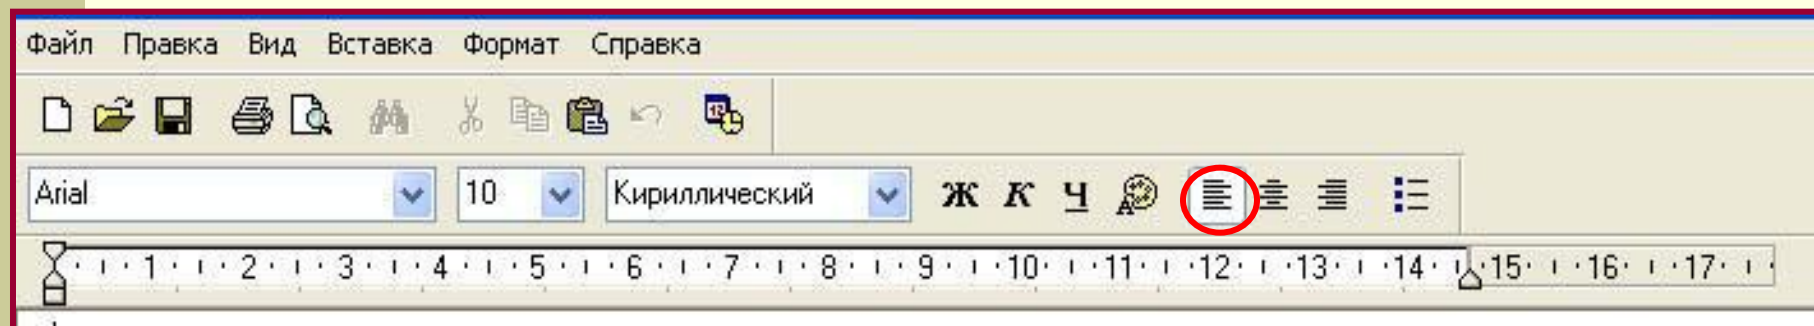 Файл Правка Вид Вставка Формат Справка
12
Arial 10 Кириллический Ж К Ч А
1 2 3 4 5 6 7 8 9 10 11 12 13 14 15 16 17